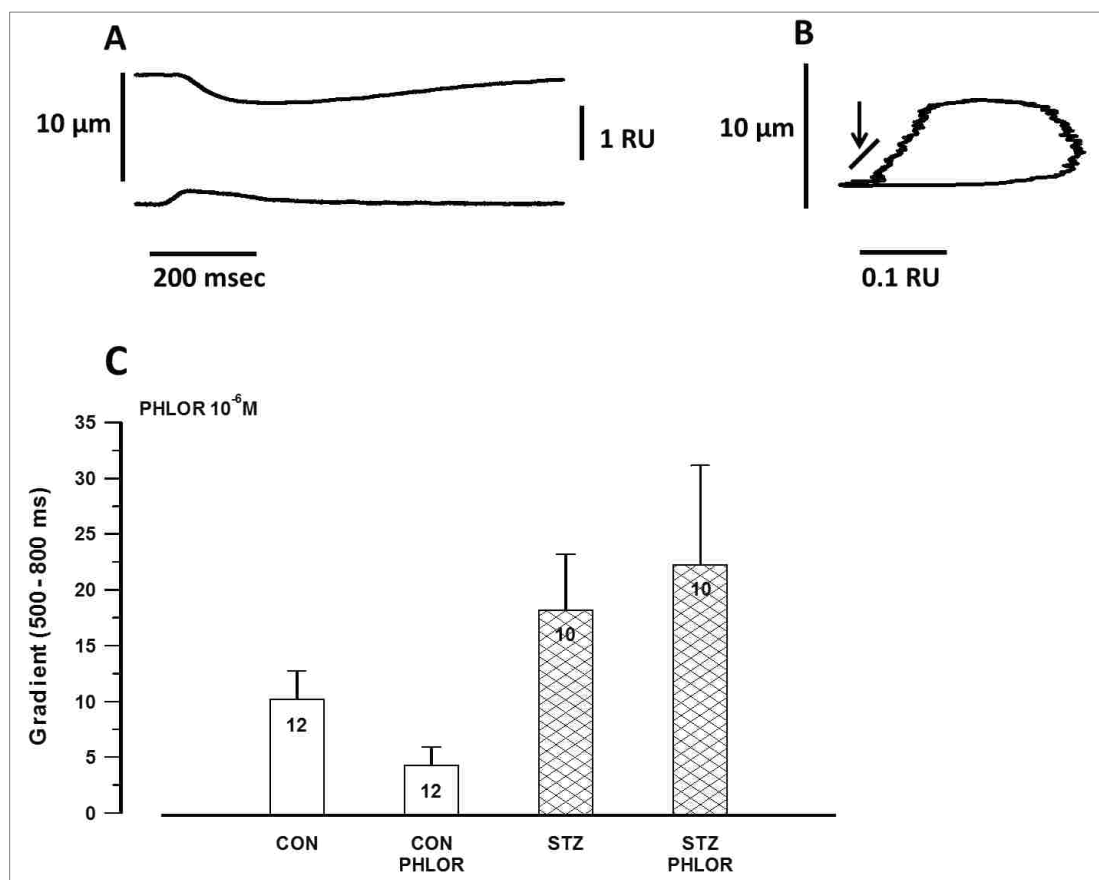 A
B
10 µm
1 RU
10 µm
200 msec
0.1 RU
C
PHLOR 10⁻⁶M
Gradient (500 - 800 ms)
35
30
25
20
15
10
5
0
12
12
10
10
CON
CON
PHLOR
STZ
STZ
PHLOR